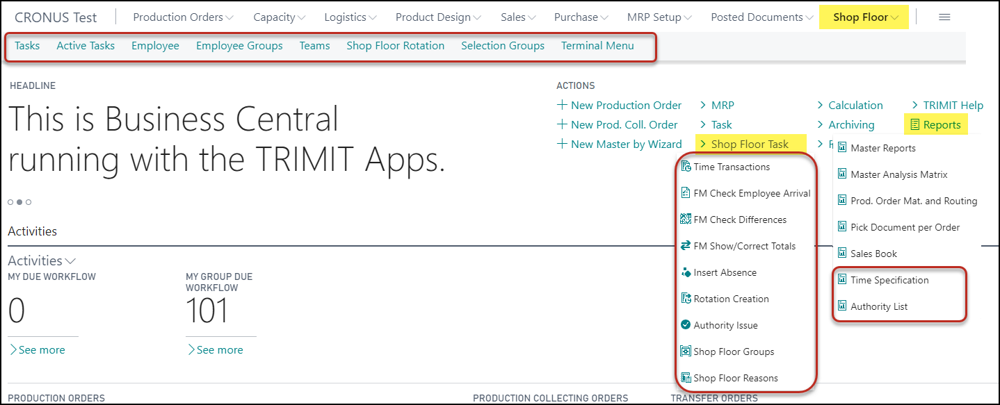 CRONUS Test Production Orders Capacity Logistics Product Design Sales Purchase MRP Setup Posted Documents Shop Floor
Tasks Active Tasks Employee Employee Groups Teams Shop Floor Rotation Selection Groups Terminal Menu
HEADLINE
This is Business Central
running with the TRIMIT Apps.
ACTIONS
+ New Production Order > MRP > Calculation > TRIMIT Help
+ New Prod. Coll. Order > Task > Archiving Reports
+ New Master by Wizard > Shop Floor Task >
Time Transactions
FM Check Employee Arrival
FM Check Differences
FM Show/Correct Totals
Insert Absence
Rotation Creation
Authority Issue
Shop Floor Groups
Shop Floor Reasons
Master Reports
Master Analysis Matrix
Prod. Order Mat. and Routing
Pick Document per Order
Sales Book
Time Specification
Authority List
Activities
Activities
MY DUE WORKFLOW
0
> See more
MY GROUP DUE
WORKFLOW
101
> See more
PRODUCTION ORDERS PRODUCTION COLLECTING ORDERS TRANSFER ORDERS